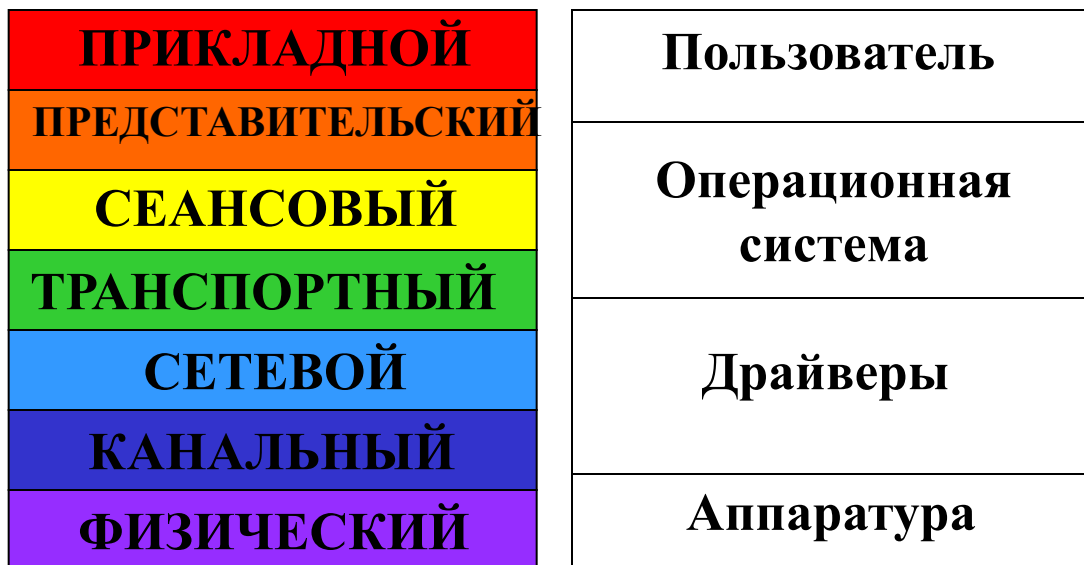 ПРИКЛАДНОЙ
ПРЕДСТАВИТЕЛЬСКИЙ
СЕАНСОВЫЙ
ТРАНСПОРТНЫЙ
СЕТЕВОЙ
КАНАЛЬНЫЙ
ФИЗИЧЕСКИЙ
Пользователь
Операционная
система
Драйверы
Аппаратура